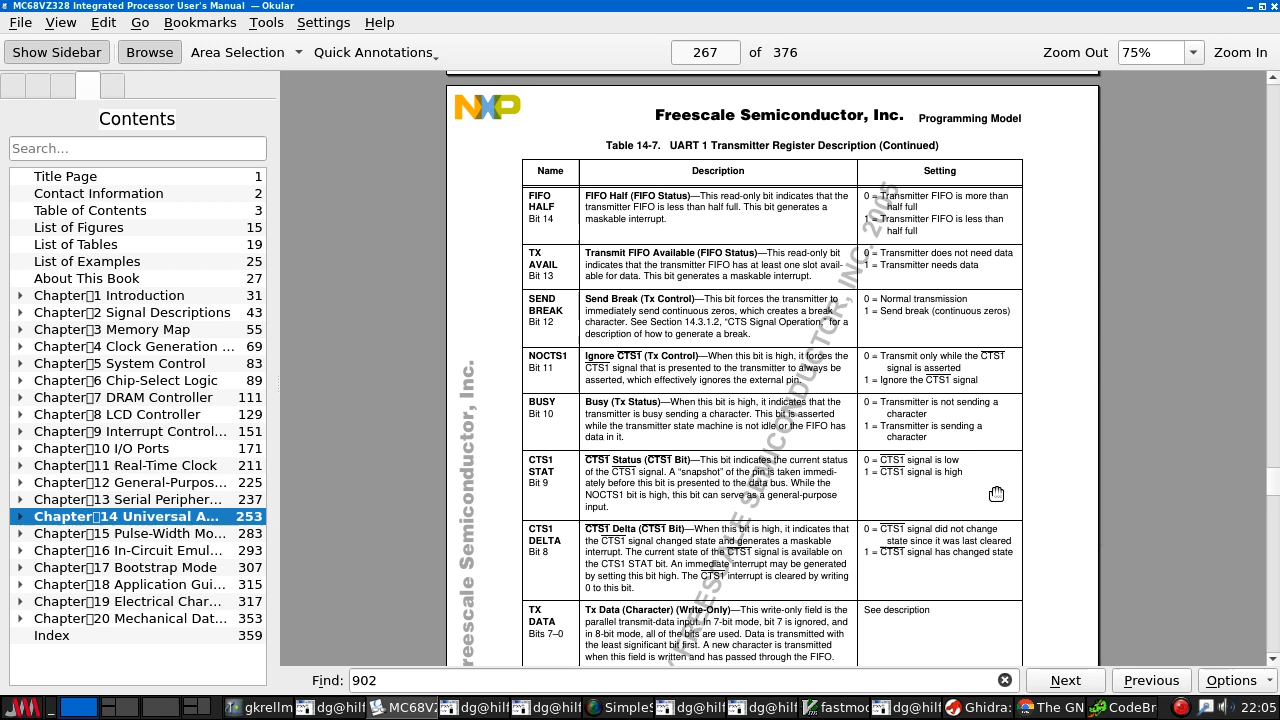 MC68VZ328 Integrated Processor User's Manual — Okular
File View Edit Go Bookmarks Tools Settings Help
Show Sidebar Browse Area Selection Quick Annotations 267 of 376 Zoom Out 75% Zoom In
Contents
Search...
Title Page 1
Contact Information 2
Table of Contents 3
List of Figures 15
List of Tables 19
List of Examples 25
About This Book 27
Chapter 1 Introduction 31
Chapter 2 Signal Descriptions 43
Chapter 3 Memory Map 55
Chapter 4 Clock Generation ... 69
Chapter 5 System Control 83
Chapter 6 Chip-Select Logic 89
Chapter 7 DRAM Controller 111
Chapter 8 LCD Controller 129
Chapter 9 Interrupt Control... 151
Chapter 10 I/O Ports 171
Chapter 11 Real-Time Clock 211
Chapter 12 General-Purpos... 225
Chapter 13 Serial Peripher... 237
Chapter 14 Universal A... 253
Chapter 15 Pulse-Width Mo... 283
Chapter 16 In-Circuit Emul... 293
Chapter 17 Bootstrap Mode 307
Chapter 18 Application Gui... 315
Chapter 19 Electrical Char... 317
Chapter 20 Mechanical Dat... 353
Index 359
NXP
Freescale Semiconductor, Inc. Programming Model
Table 14-7. UART 1 Transmitter Register Description (Continued)
Name Description Setting
FIFO
HALF
Bit 14
FIFO Half (FIFO Status)—This read-only bit indicates that the
transmitter FIFO is less than half full. This bit generates a
maskable interrupt.
0 = Transmitter FIFO is more than
half full
1 = Transmitter FIFO is less than
half full
TX
AVAIL
Bit 13
Transmit FIFO Available (FIFO Status)—This read-only bit
indicates that the transmitter FIFO has at least one slot avail-
able for data. This bit generates a maskable interrupt.
0 = Transmitter does not need data
1 = Transmitter needs data
SEND
BREAK
Bit 12
Send Break (Tx Control)—This bit forces the transmitter to
immediately send continuous zeros, which creates a break
character. See Section 14.3.1.2, “CTS Signal Operation,” for a
description of how to generate a break.
0 = Normal transmission
1 = Send break (continuous zeros)
NOCTS1
Bit 11
Ignore CTS1 (Tx Control)—When this bit is high, it forces the
CTS1 signal that is presented to the transmitter to always be
asserted, which effectively ignores the external pin.
0 = Transmit only while the CTS1
signal is asserted
1 = Ignore the CTS1 signal
BUSY
Bit 10
Busy (Tx Status)—When this bit is high, it indicates that the
transmitter is busy sending a character. This bit is asserted
while the transmitter state machine is not idle or the FIFO has
data in it.
0 = Transmitter is not sending a
character
1 = Transmitter is sending a
character
CTS1
STAT
Bit 9
CTS1 Status (CTS1 Bit)—This bit indicates the current status
of the CTS1 signal. A “snapshot” of the pin is taken immedi-
ately before this bit is presented to the data bus. While the
NOCTS1 bit is high, this bit can serve as a general-purpose
input.
0 = CTS1 signal is low
1 = CTS1 signal is high
CTS1
DELTA
Bit 8
CTS1 Delta (CTS1 Bit)—When this bit is high, it indicates that
the CTS1 signal changed state and generates a maskable
interrupt. The current state of the CTS1 signal is available on
the CTS1 STAT bit. An immediate interrupt may be generated
by setting this bit high. The CTS1 interrupt is cleared by writing
0 to this bit.
0 = CTS1 signal did not change
state since it was last cleared
1 = CTS1 signal has changed state
TX
DATA
Bits 7–0
Tx Data (Character) (Write-Only)—This write-only field is the
parallel transmit-data input. In 7-bit mode, bit 7 is ignored, and
in 8-bit mode, all of the bits are used. Data is transmitted with
the least significant bit first. A new character is transmitted
when this field is written and has passed through the FIFO.
See description
reescale Semiconductor, Inc.
FREESCALE SEMICONDUCTOR, INC. 2005
Find: 902 Next Previous Options
gkrellm dg@hilf MC68VZ dg@hilf dg@hilf SimpleS dg@hilf dg@hilf fastmoc dg@hilf Ghidra: The GN CodeBr 22:05